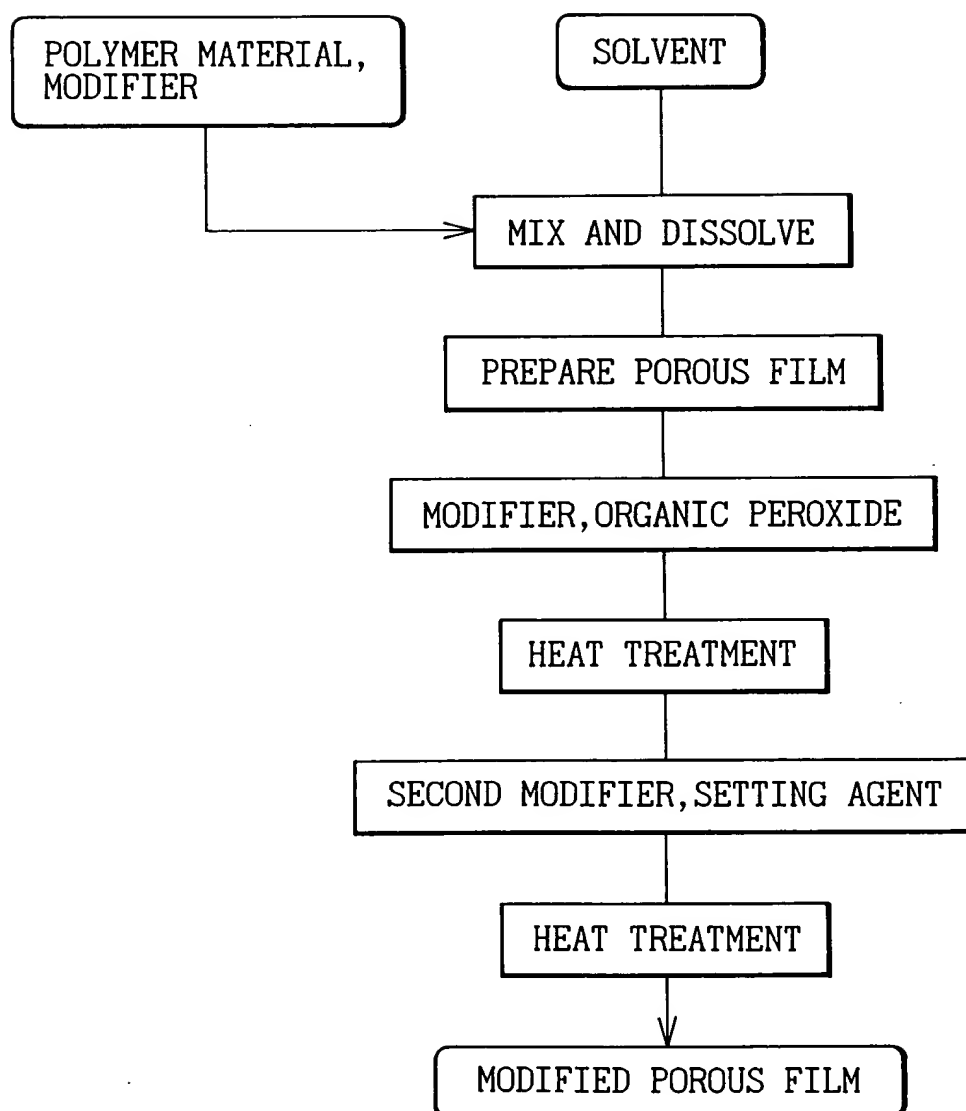 POLYMER MATERIAL,
MODIFIER
SOLVENT
MIX AND DISSOLVE
PREPARE POROUS FILM
MODIFIER, ORGANIC PEROXIDE
HEAT TREATMENT
SECOND MODIFIER, SETTING AGENT
HEAT TREATMENT
MODIFIED POROUS FILM